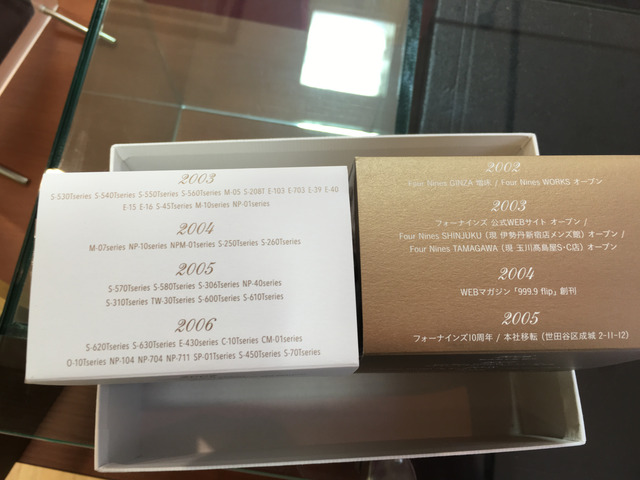 2003
S-530Tseries S-540Tseries S-550Tseries S-560Tseries M-05 S-208T E-103 E-703 E-39 E-40
E-15 E-16 S-45Tseries M-10series NP-01series
2004
M-07series NP-10series NPM-01series S-250Tseries S-260Tseries
2005
S-570Tseries S-580Tseries S-306Tseries NP-40series
S-310Tseries TW-30Tseries S-600Tseries S-610Tseries
2006
S-620Tseries S-630Tseries E-430series C-10Tseries CM-01series
O-10Tseries NP-104 NP-704 NP-711 SP-01Tseries S-450Tseries S-70Tseries
2002
Four Nines GINZA 増床 / Four Nines WORKS オープン
2003
フォーナインズ 公式WEBサイト オープン /
Four Nines SHINJUKU（現 伊勢丹新宿店メンズ館）オープン /
Four Nines TAMAGAWA（現 玉川髙島屋S・C店）オープン
2004
WEBマガジン「999.9 flip」創刊
2005
フォーナインズ10周年 / 本社移転（世田谷区成城 2-11-12）